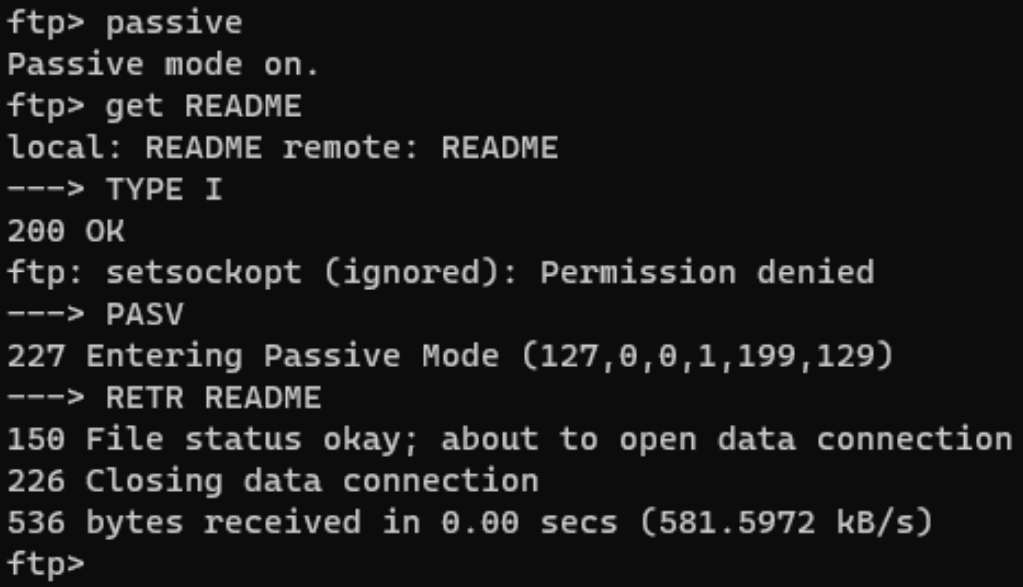 ftp> passive
Passive mode on.
ftp> get README
local: README remote: README
---> TYPE I
200 OK
ftp: setsockopt (ignored): Permission denied
---> PASV
227 Entering Passive Mode (127,0,0,1,199,129)
---> RETR README
150 File status okay; about to open data connection
226 Closing data connection
536 bytes received in 0.00 secs (581.5972 kB/s)
ftp>